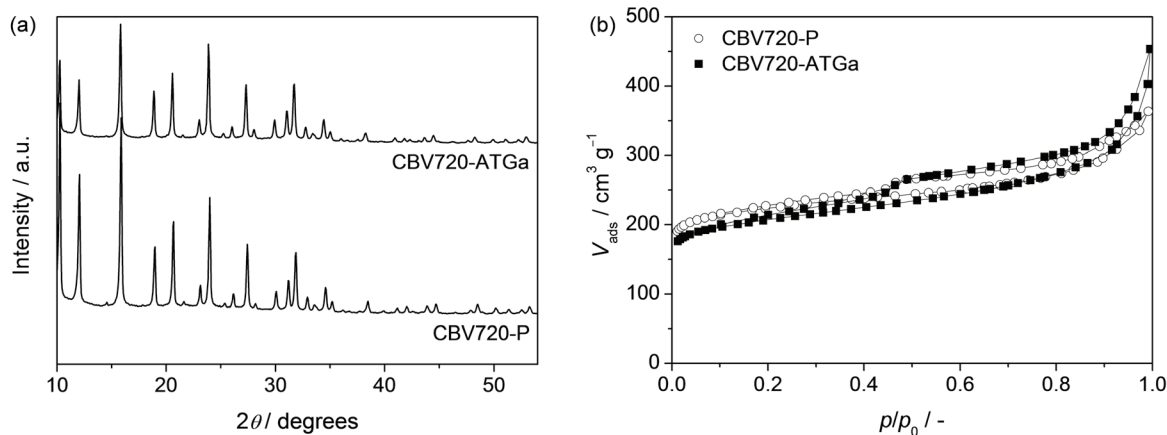 (a)
Intensity / a.u.
CBV720-ATGa
CBV720-P
10 20 30 40 50
2θ / degrees
(b)
CBV720-P
CBV720-ATGa
500
400
300
200
100
0
V_ads / cm³ g⁻¹
0.0 0.2 0.4 0.6 0.8 1.0
p/p₀ / -